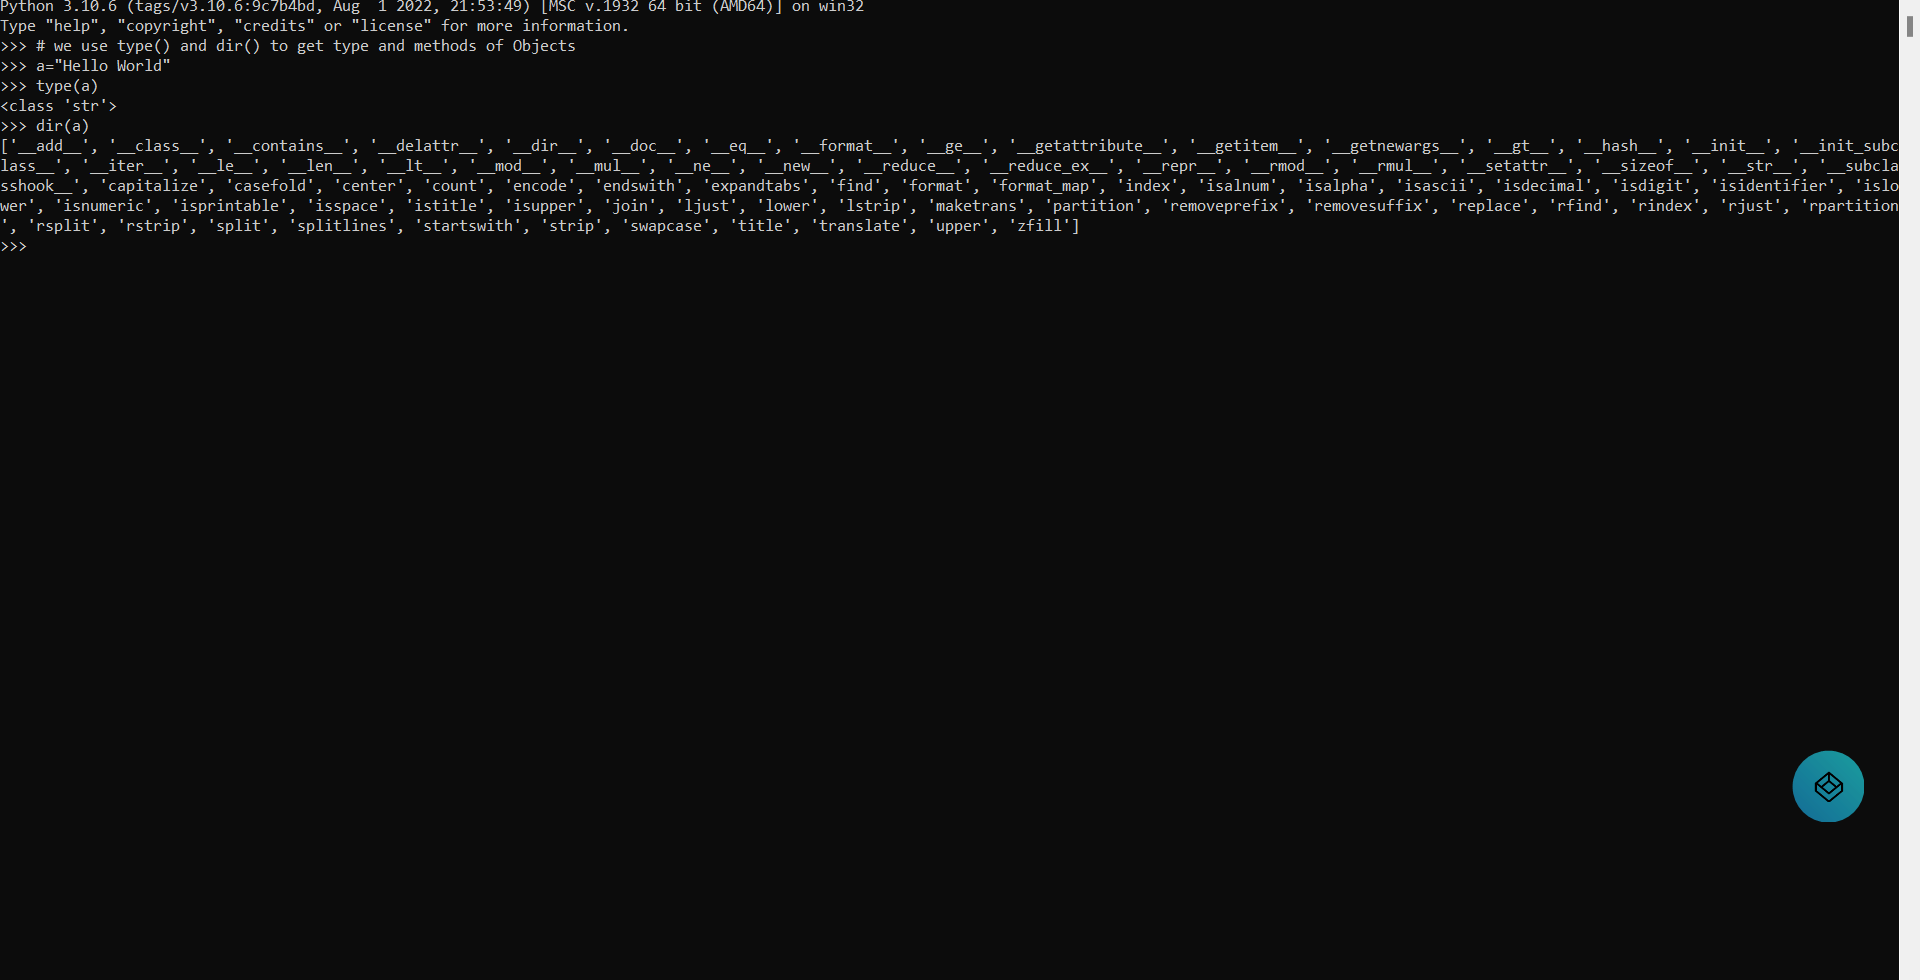 Python 3.10.6 (tags/v3.10.6:9c7b4bd, Aug  1 2022, 21:53:49) [MSC v.1932 64 bit (AMD64)] on win32
Type "help", "copyright", "credits" or "license" for more information.
>>> # we use type() and dir() to get type and methods of Objects
>>> a="Hello World"
>>> type(a)
<class 'str'>
>>> dir(a)
['__add__', '__class__', '__contains__', '__delattr__', '__dir__', '__doc__', '__eq__', '__format__', '__ge__', '__getattribute__', '__getitem__', '__getnewargs__', '__gt__', '__hash__', '__init__', '__init_subc
lass__', '__iter__', '__le__', '__len__', '__lt__', '__mod__', '__mul__', '__ne__', '__new__', '__reduce__', '__reduce_ex__', '__repr__', '__rmod__', '__rmul__', '__setattr__', '__sizeof__', '__str__', '__subcla
sshook__', 'capitalize', 'casefold', 'center', 'count', 'encode', 'endswith', 'expandtabs', 'find', 'format', 'format_map', 'index', 'isalnum', 'isalpha', 'isascii', 'isdecimal', 'isdigit', 'isidentifier', 'islo
wer', 'isnumeric', 'isprintable', 'isspace', 'istitle', 'isupper', 'join', 'ljust', 'lower', 'lstrip', 'maketrans', 'partition', 'removeprefix', 'removesuffix', 'replace', 'rfind', 'rindex', 'rjust', 'rpartition
', 'rsplit', 'rstrip', 'split', 'splitlines', 'startswith', 'strip', 'swapcase', 'title', 'translate', 'upper', 'zfill']
>>>